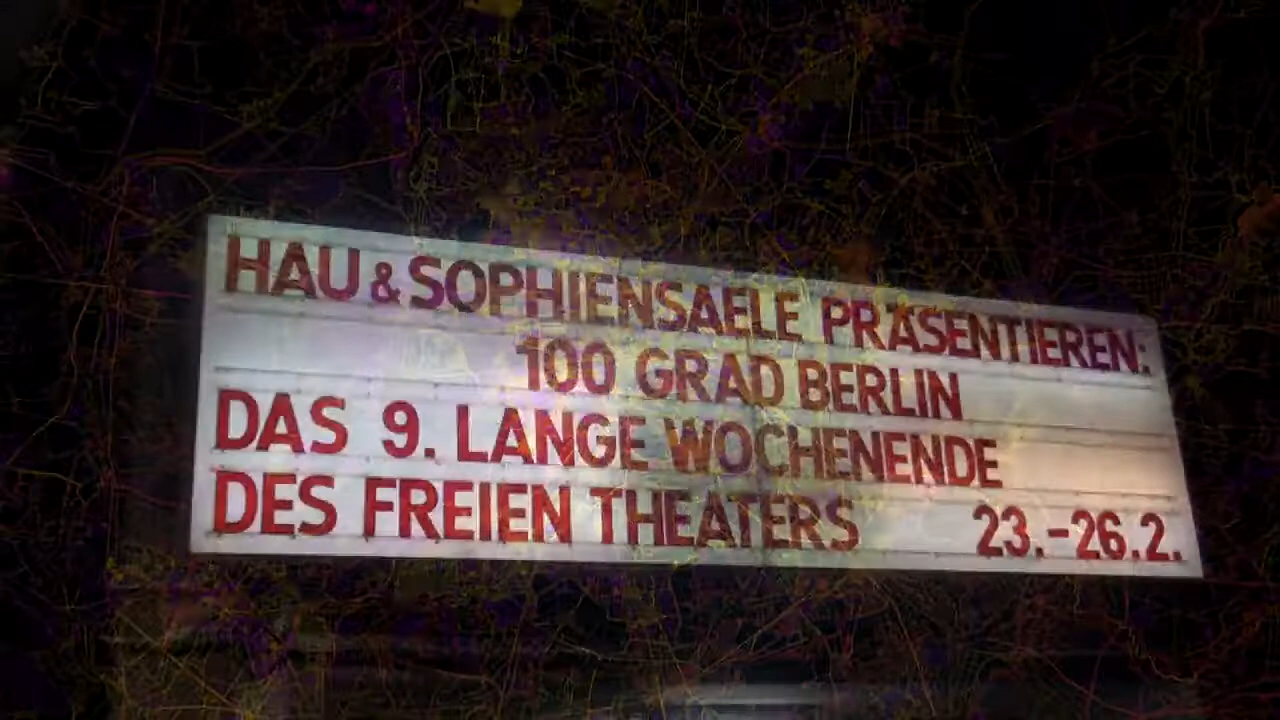 HAU & SOPHIENSAELE PRÄSENTIEREN:
100 GRAD BERLIN
DAS 9. LANGE WOCHENENDE
DES FREIEN THEATERS 23.-26.2.